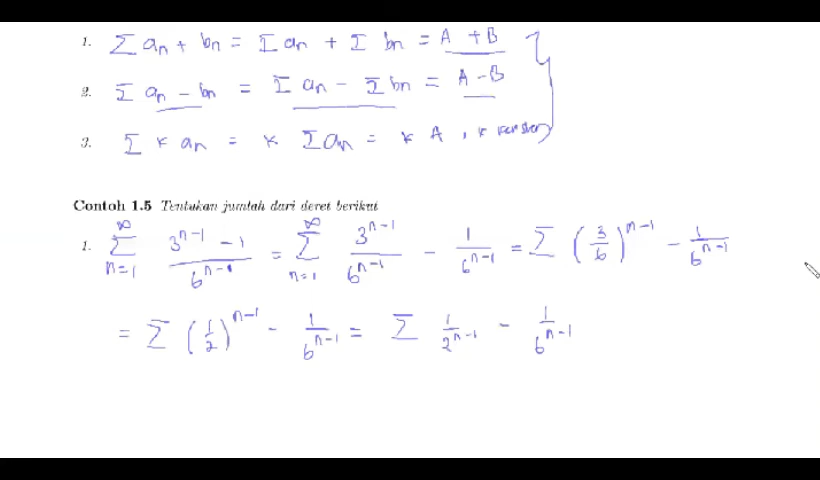 1. Σ an + bn = Σ an + Σ bn = A + B
2. Σ an − bn = Σ an − Σ bn = A − B
3. Σ k an = k Σ an = k A , k konstan
Contoh 1.5 Tentukan jumlah dari deret berikut
1. Σ_{n=1}^{∞} (3^{n−1} − 1)/(6^{n−1}) = Σ_{n=1}^{∞} 3^{n−1}/6^{n−1} − 1/6^{n−1} = Σ (3/6)^{n−1} − 1/6^{n−1}
= Σ (1/2)^{n−1} − 1/6^{n−1} = Σ 1/2^{n−1} − 1/6^{n−1}